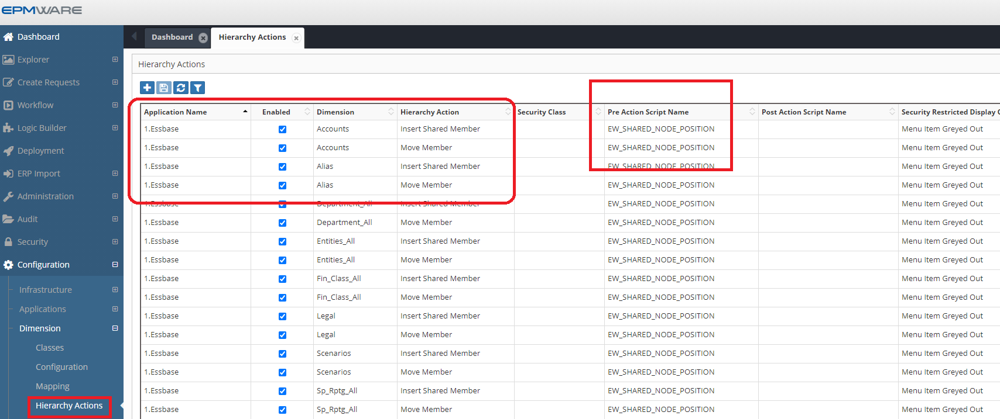 EPMWARE
Dashboard
Explorer
Create Requests
Workflow
Logic Builder
Deployment
ERP Import
Administration
Audit
Security
Configuration
Infrastructure
Applications
Dimension
Classes
Configuration
Mapping
Hierarchy Actions
Dashboard Hierarchy Actions
Hierarchy Actions
Application Name Enabled Dimension Hierarchy Action Security Class Pre Action Script Name Post Action Script Name Security Restricted Display
1.Essbase Accounts Insert Shared Member EW_SHARED_NODE_POSITION Menu Item Greyed Out
1.Essbase Accounts Move Member EW_SHARED_NODE_POSITION Menu Item Greyed Out
1.Essbase Alias Insert Shared Member EW_SHARED_NODE_POSITION Menu Item Greyed Out
1.Essbase Alias Move Member EW_SHARED_NODE_POSITION Menu Item Greyed Out
1.Essbase Department_All Insert Shared Member EW_SHARED_NODE_POSITION Menu Item Greyed Out
1.Essbase Department_All Move Member EW_SHARED_NODE_POSITION Menu Item Greyed Out
1.Essbase Entities_All Insert Shared Member EW_SHARED_NODE_POSITION Menu Item Greyed Out
1.Essbase Entities_All Move Member EW_SHARED_NODE_POSITION Menu Item Greyed Out
1.Essbase Fin_Class_All Insert Shared Member EW_SHARED_NODE_POSITION Menu Item Greyed Out
1.Essbase Fin_Class_All Move Member EW_SHARED_NODE_POSITION Menu Item Greyed Out
1.Essbase Legal Insert Shared Member EW_SHARED_NODE_POSITION Menu Item Greyed Out
1.Essbase Legal Move Member EW_SHARED_NODE_POSITION Menu Item Greyed Out
1.Essbase Scenarios Insert Shared Member EW_SHARED_NODE_POSITION Menu Item Greyed Out
1.Essbase Scenarios Move Member EW_SHARED_NODE_POSITION Menu Item Greyed Out
1.Essbase Sp_Rptg_All Insert Shared Member EW_SHARED_NODE_POSITION Menu Item Greyed Out
1.Essbase Sp_Rptg_All Move Member EW_SHARED_NODE_POSITION Menu Item Greyed Out